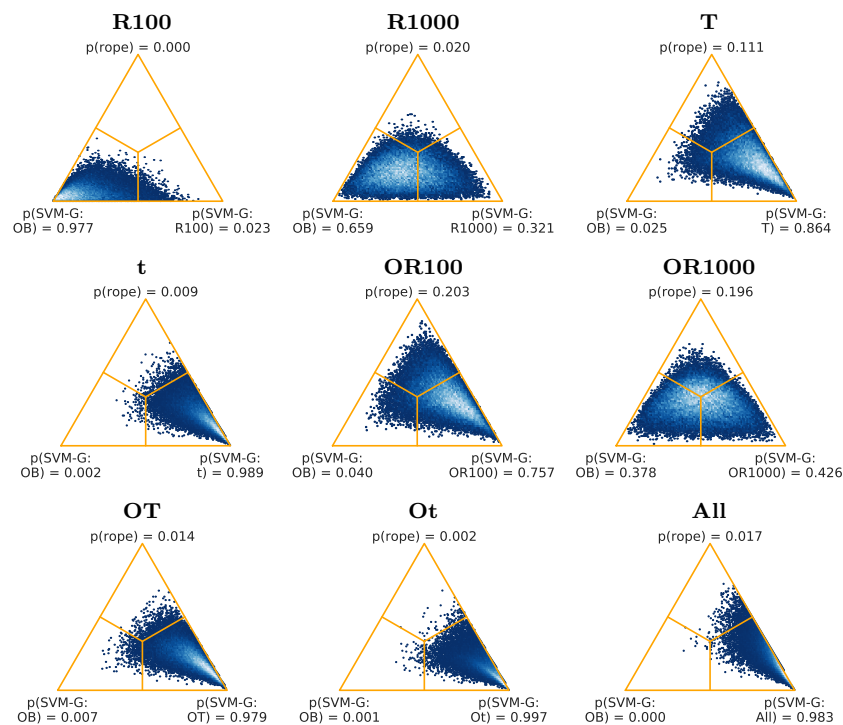 R100
p(rope) = 0.000
p(SVM-G:
OB) = 0.977
p(SVM-G:
R100) = 0.023
R1000
p(rope) = 0.020
p(SVM-G:
OB) = 0.659
p(SVM-G:
R1000) = 0.321
T
p(rope) = 0.111
p(SVM-G:
OB) = 0.025
p(SVM-G:
T) = 0.864
t
p(rope) = 0.009
p(SVM-G:
OB) = 0.002
p(SVM-G:
t) = 0.989
OR100
p(rope) = 0.203
p(SVM-G:
OB) = 0.040
p(SVM-G:
OR100) = 0.757
OR1000
p(rope) = 0.196
p(SVM-G:
OB) = 0.378
p(SVM-G:
OR1000) = 0.426
OT
p(rope) = 0.014
p(SVM-G:
OB) = 0.007
p(SVM-G:
OT) = 0.979
Ot
p(rope) = 0.002
p(SVM-G:
OB) = 0.001
p(SVM-G:
Ot) = 0.997
All
p(rope) = 0.017
p(SVM-G:
OB) = 0.000
p(SVM-G:
All) = 0.983